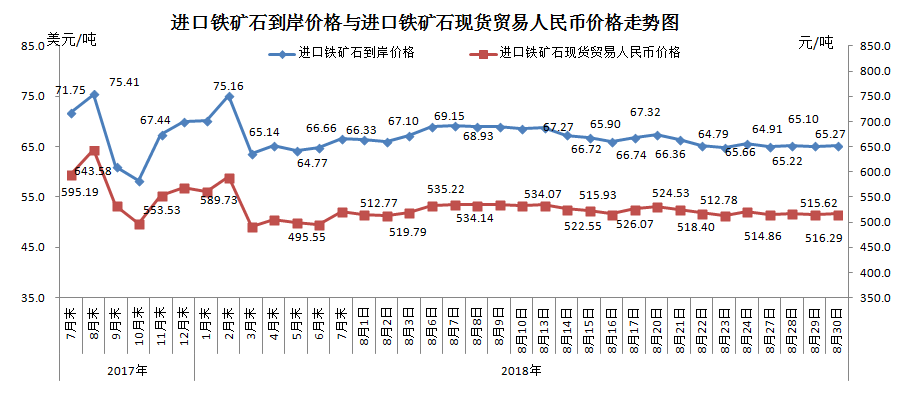 进口铁矿石到岸价格与进口铁矿石现货贸易人民币价格走势图
美元/吨
元/吨
进口铁矿石到岸价格
进口铁矿石现货贸易人民币价格
85.0
75.0
65.0
55.0
45.0
35.0
850.0
800.0
750.0
700.0
650.0
600.0
550.0
500.0
450.0
400.0
350.0
300.0
71.75
75.41
67.44
75.16
65.14
64.77
66.66
66.33
67.10
69.15
68.93
67.27
66.72
65.90
66.74
67.32
66.36
64.79
65.66
64.91
65.22
65.10
65.27
595.19
643.58
553.53
589.73
495.55
512.77
519.79
535.22
534.14
534.07
522.55
515.93
526.07
524.53
518.40
512.78
514.86
515.62
516.29
7月末
8月末
9月末
10月末
11月末
12月末
1月末
2月末
3月末
4月末
5月末
6月末
7月末
8月1日
8月2日
8月3日
8月6日
8月7日
8月8日
8月9日
8月10日
8月13日
8月14日
8月15日
8月16日
8月17日
8月20日
8月21日
8月22日
8月23日
8月24日
8月27日
8月28日
8月29日
8月30日
2017年
2018年